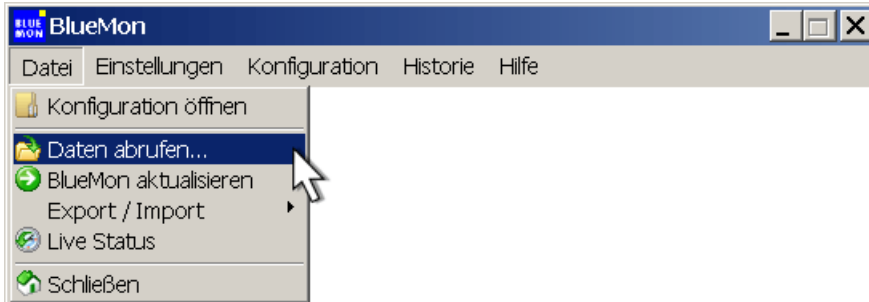 BLUE
MON BlueMon
Datei Einstellungen Konfiguration Historie Hilfe
Konfiguration öffnen
Daten abrufen...
BlueMon aktualisieren
Export / Import
Live Status
Schließen